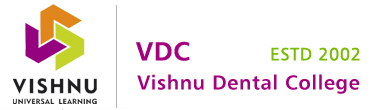 VISHNU
UNIVERSAL LEARNING
VDC ESTD 2002
Vishnu Dental College